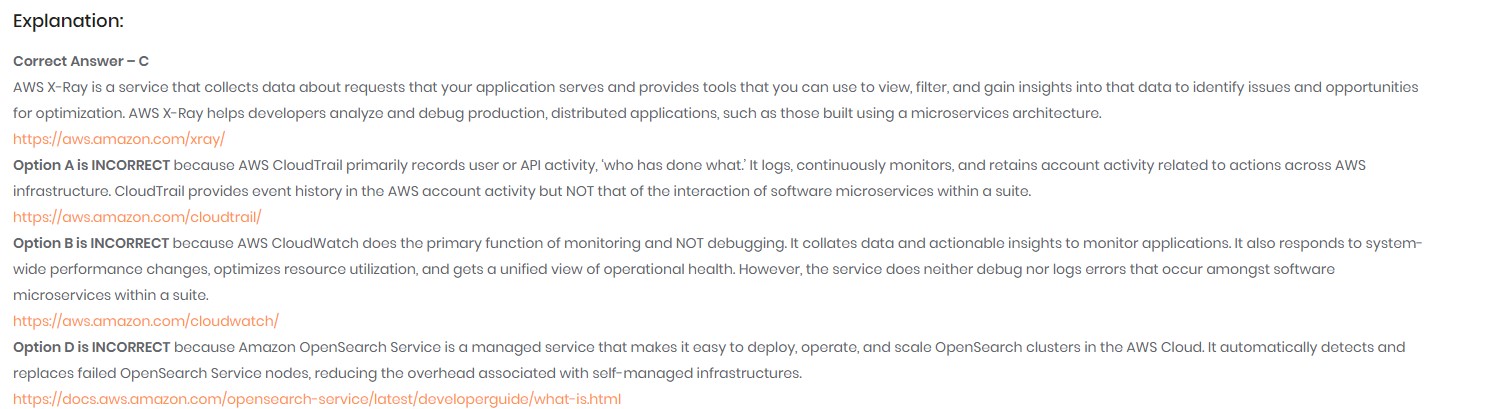 Explanation:
Correct Answer – C
AWS X-Ray is a service that collects data about requests that your application serves and provides tools that you can use to view, filter, and gain insights into that data to identify issues and opportunities
for optimization. AWS X-Ray helps developers analyze and debug production, distributed applications, such as those built using a microservices architecture.
https://aws.amazon.com/xray/
Option A is INCORRECT because AWS CloudTrail primarily records user or API activity, 'who has done what.' It logs, continuously monitors, and retains account activity related to actions across AWS
infrastructure. CloudTrail provides event history in the AWS account activity but NOT that of the interaction of software microservices within a suite.
https://aws.amazon.com/cloudtrail/
Option B is INCORRECT because AWS CloudWatch does the primary function of monitoring and NOT debugging. It collates data and actionable insights to monitor applications. It also responds to system-
wide performance changes, optimizes resource utilization, and gets a unified view of operational health. However, the service does neither debug nor logs errors that occur amongst software
microservices within a suite.
https://aws.amazon.com/cloudwatch/
Option D is INCORRECT because Amazon OpenSearch Service is a managed service that makes it easy to deploy, operate, and scale OpenSearch clusters in the AWS Cloud. It automatically detects and
replaces failed OpenSearch Service nodes, reducing the overhead associated with self-managed infrastructures.
https://docs.aws.amazon.com/opensearch-service/latest/developerguide/what-is.html